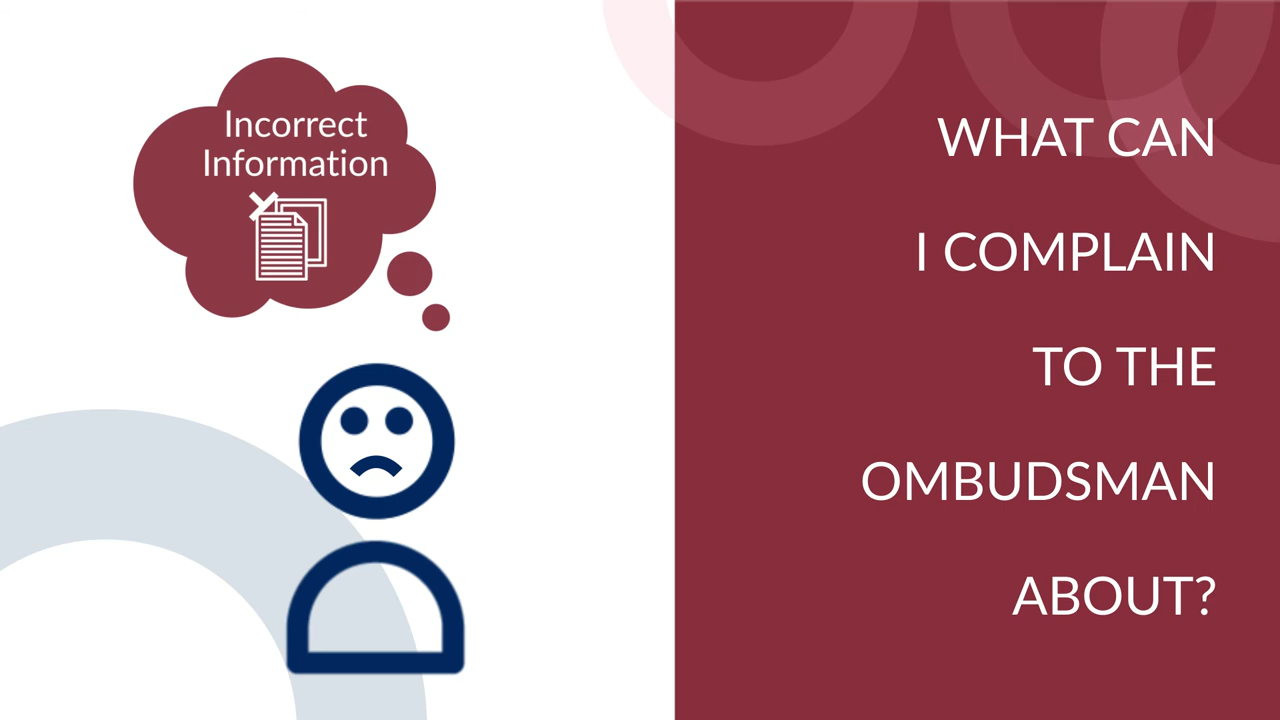 Incorrect
Information
WHAT CAN
I COMPLAIN
TO THE
OMBUDSMAN
ABOUT?